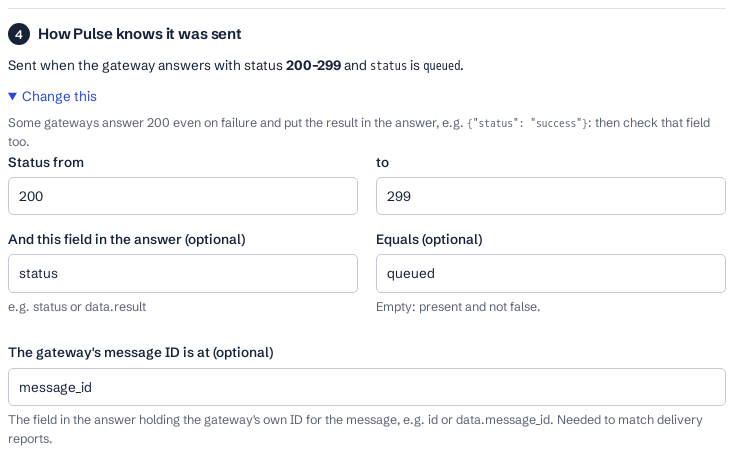 4 How Pulse knows it was sent
Sent when the gateway answers with status 200–299 and status is queued.
▼ Change this
Some gateways answer 200 even on failure and put the result in the answer, e.g. {"status": "success"}: then check that field
too.
Status from
to
200
299
And this field in the answer (optional)
Equals (optional)
status
queued
e.g. status or data.result
Empty: present and not false.
The gateway's message ID is at (optional)
message_id
The field in the answer holding the gateway's own ID for the message, e.g. id or data.message_id. Needed to match delivery
reports.